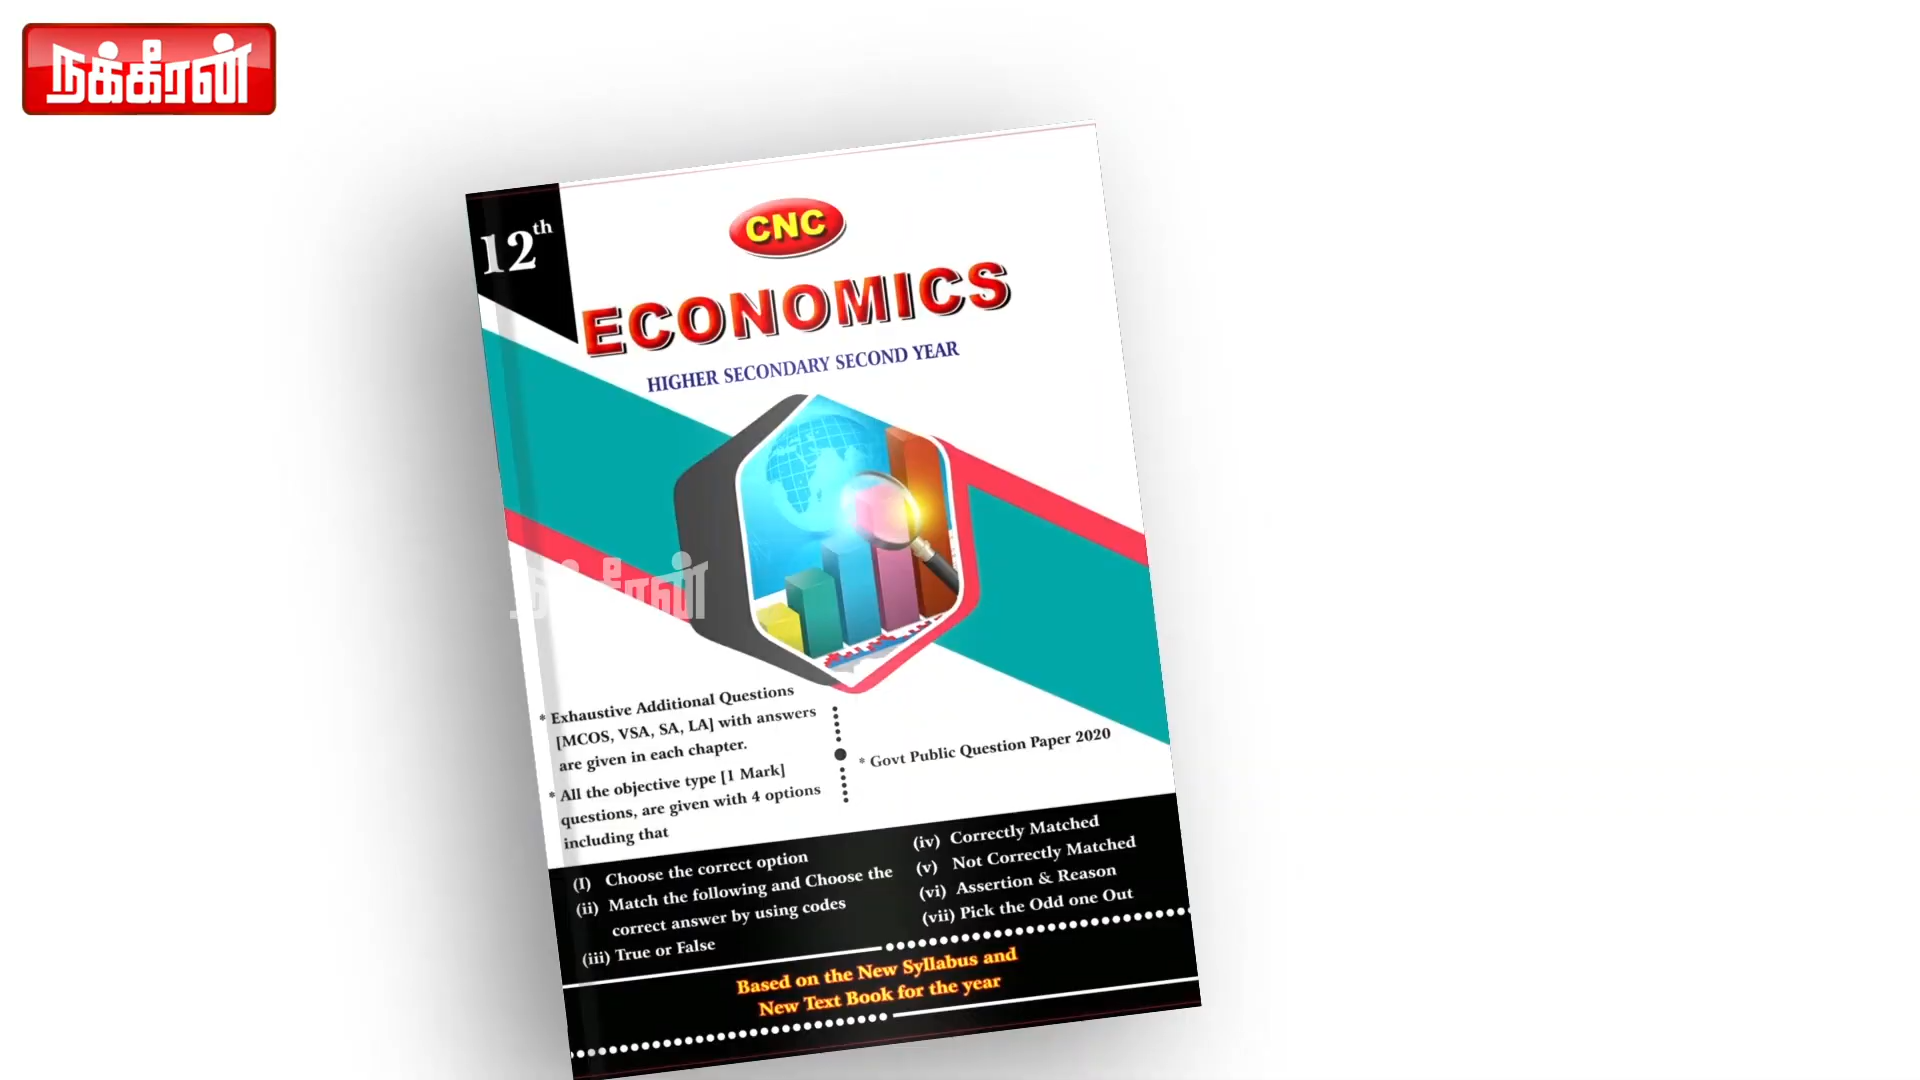 நக்கீரன்
12th
CNC
ECONOMICS
HIGHER SECONDARY SECOND YEAR
நக்கீரன்
* Exhaustive Additional Questions
[MCOS, VSA, SA, LA] with answers
are given in each chapter.
* All the objective type [1 Mark]
questions, are given with 4 options
including that
* Govt Public Question Paper 2020
(I) Choose the correct option
(ii) Match the following and Choose the
correct answer by using codes
(iii) True or False
(iv) Correctly Matched
(v) Not Correctly Matched
(vi) Assertion & Reason
(vii) Pick the Odd one Out
Based on the New Syllabus and
New Text Book for the year